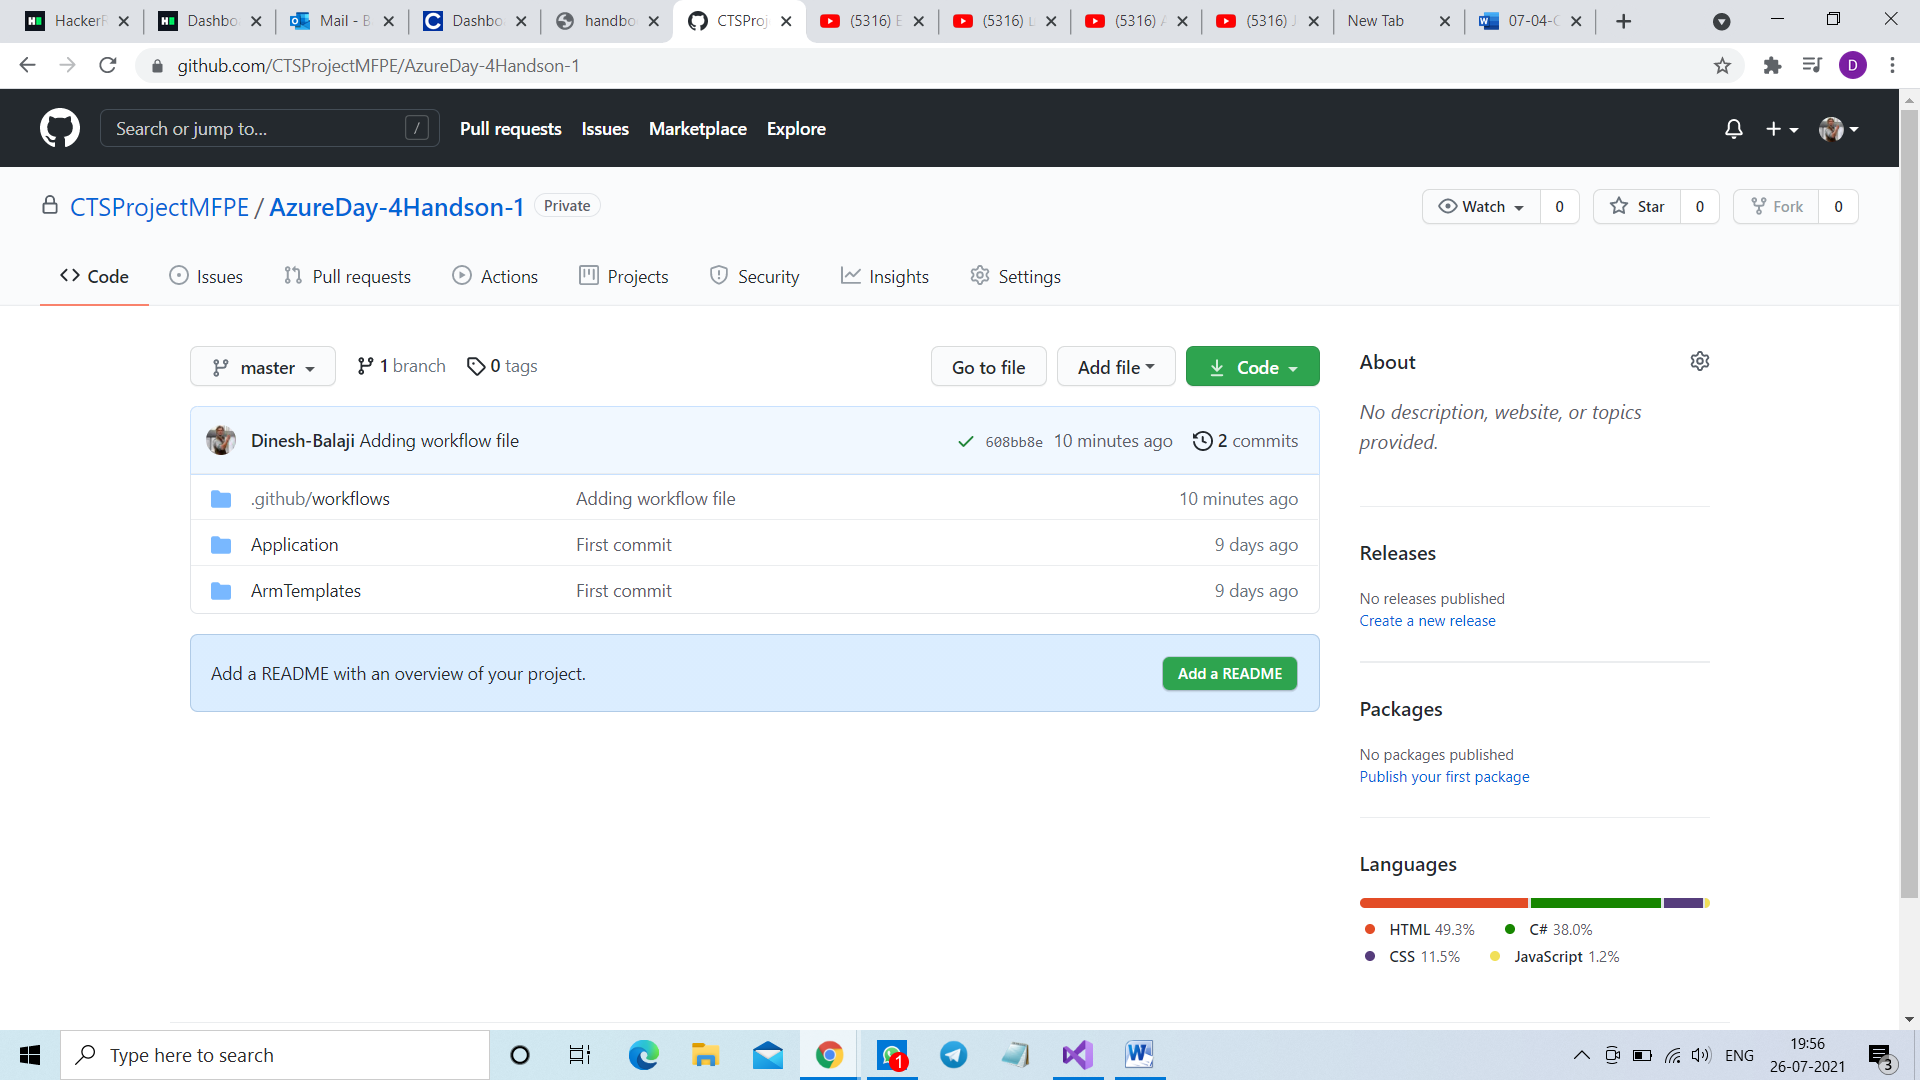 HackerF Dashbo Mail - B Dashbo handbo CTSProj (5316) E (5316) L (5316) A (5316) J New Tab 07-04-C
github.com/CTSProjectMFPE/AzureDay-4Handson-1 D
Search or jump to... / Pull requests Issues Marketplace Explore
CTSProjectMFPE / AzureDay-4Handson-1 Private Watch 0 Star 0 Fork 0
Code Issues Pull requests Actions Projects Security Insights Settings
master 1 branch 0 tags Go to file Add file Code
Dinesh-Balaji Adding workflow file 608bb8e 10 minutes ago 2 commits
.github/workflows Adding workflow file 10 minutes ago
Application First commit 9 days ago
ArmTemplates First commit 9 days ago
Add a README with an overview of your project. Add a README
About
No description, website, or topics
provided.
Releases
No releases published
Create a new release
Packages
No packages published
Publish your first package
Languages
HTML 49.3% C# 38.0%
CSS 11.5% JavaScript 1.2%
Type here to search 1 ENG 19:56
26-07-2021 3